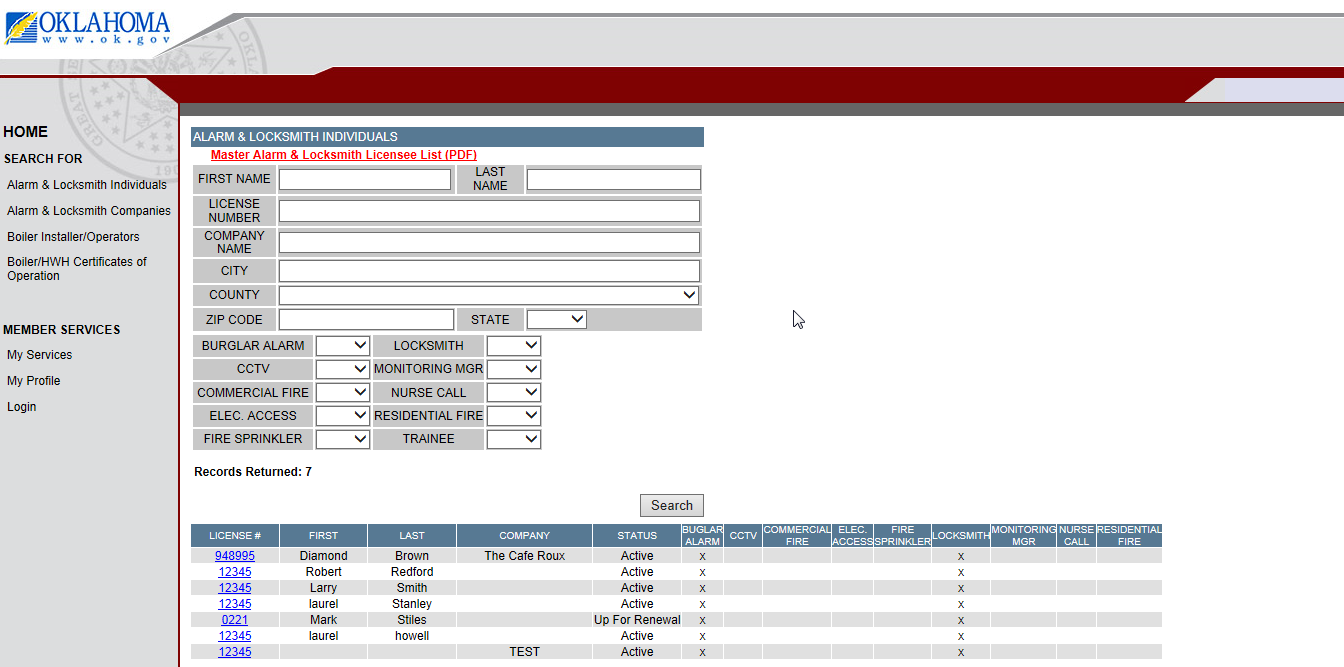 OKLAHOMA
www.ok.gov
HOME
SEARCH FOR
Alarm & Locksmith Individuals
Alarm & Locksmith Companies
Boiler Installer/Operators
Boiler/HWH Certificates of
Operation
MEMBER SERVICES
My Services
My Profile
Login
ALARM & LOCKSMITH INDIVIDUALS
Master Alarm & Locksmith Licensee List (PDF)
FIRST NAME LAST NAME
LICENSE NUMBER
COMPANY NAME
CITY
COUNTY
ZIP CODE STATE
BURGLAR ALARM LOCKSMITH
CCTV MONITORING MGR
COMMERCIAL FIRE NURSE CALL
ELEC. ACCESS RESIDENTIAL FIRE
FIRE SPRINKLER TRAINEE
Records Returned: 7
Search
LICENSE # FIRST LAST COMPANY STATUS BUGLAR ALARM CCTV COMMERCIAL FIRE ELEC. ACCESS FIRE SPRINKLER LOCKSMITH MONITORING MGR NURSE CALL RESIDENTIAL FIRE
948995 Diamond Brown The Cafe Roux Active x x
12345 Robert Redford Active x x
12345 Larry Smith Active x x
12345 laurel Stanley Active x x
0221 Mark Stiles Up For Renewal x x
12345 laurel howell Active x x
12345 TEST Active x x